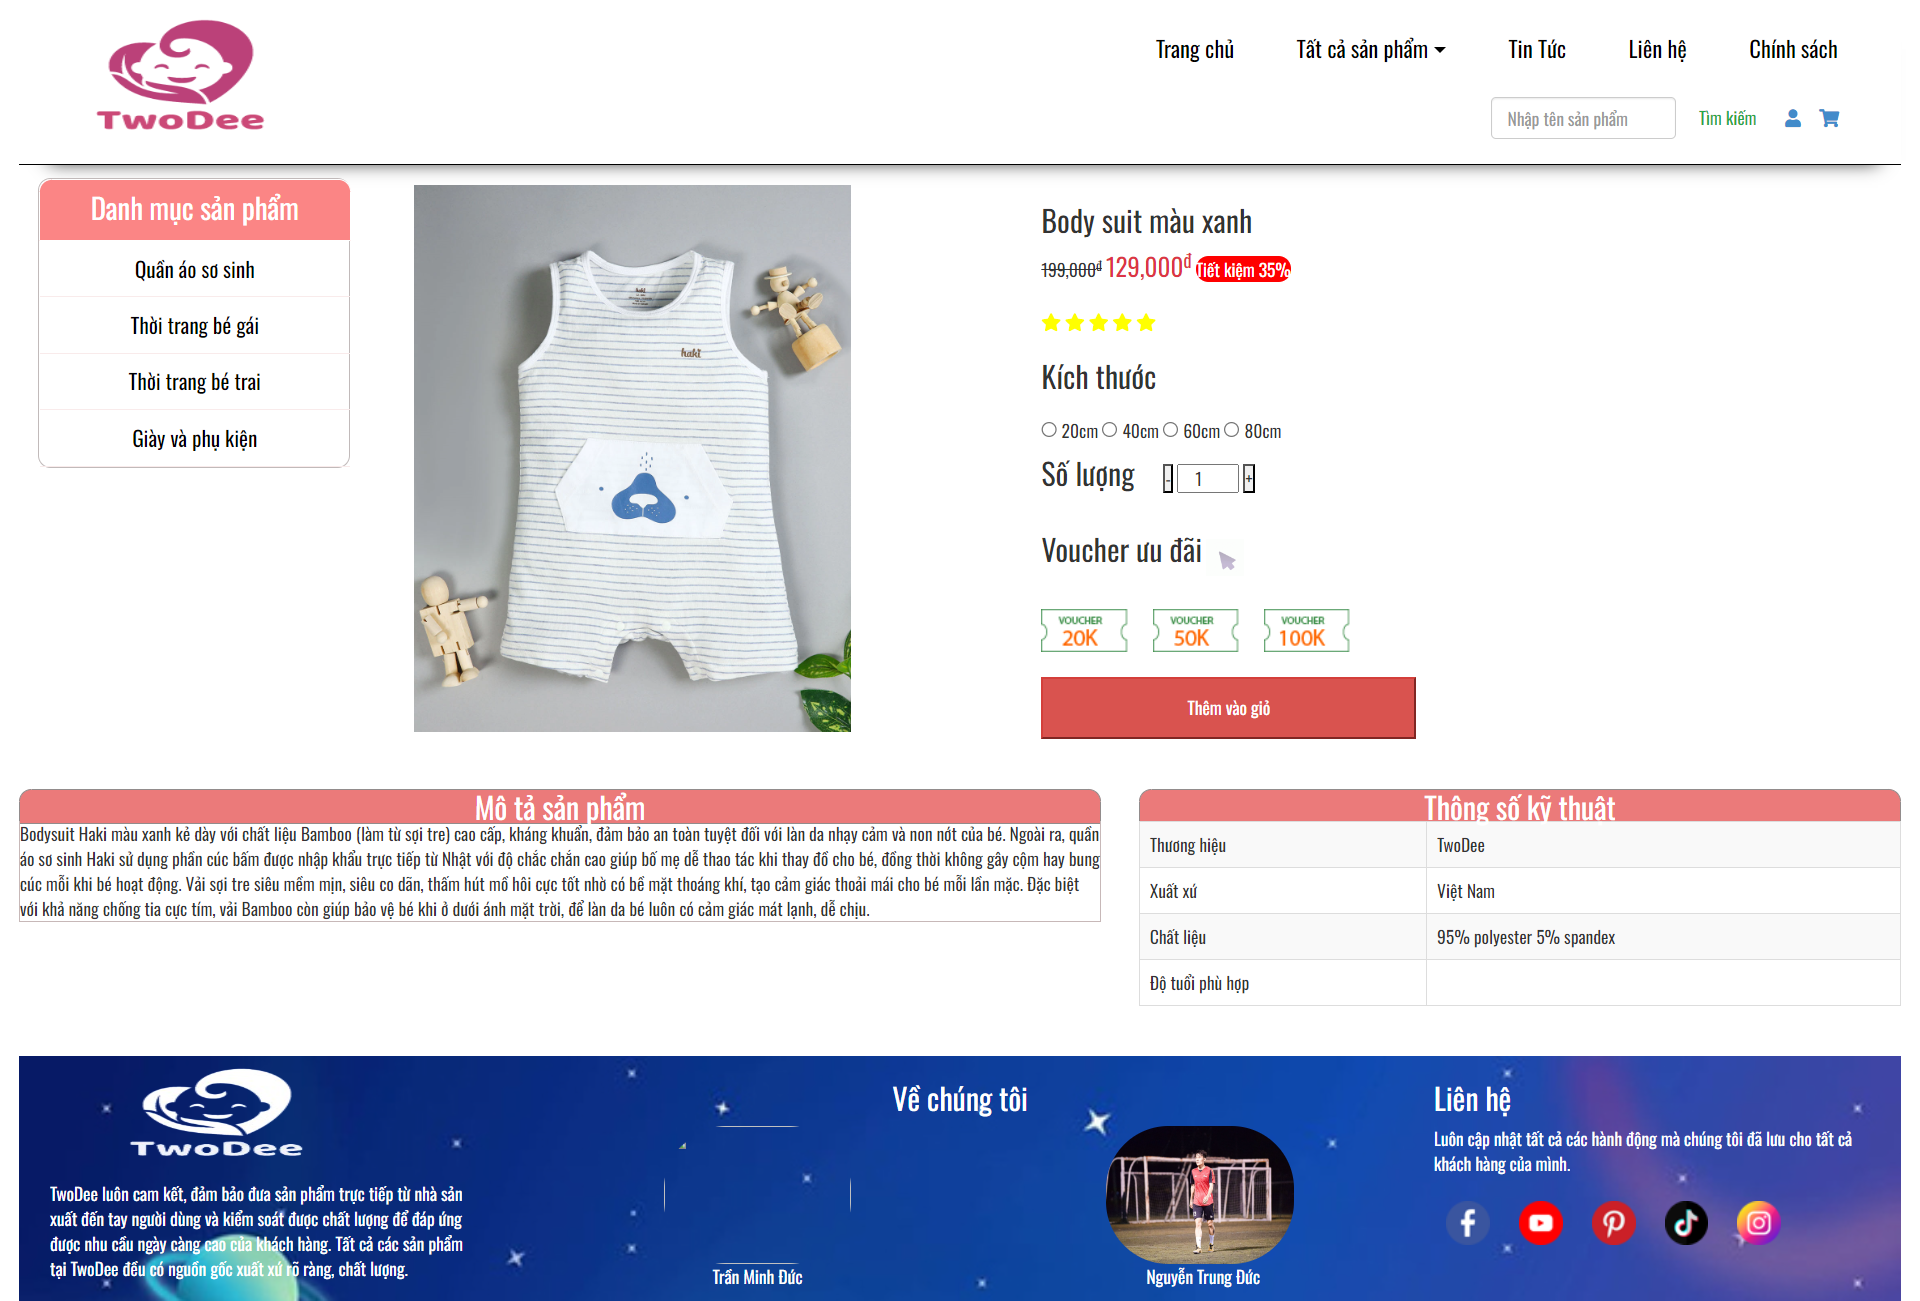 TwoDee
Trang chủ
Tất cả sản phẩm
Tin Tức
Liên hệ
Chính sách
Nhập tên sản phẩm
Tìm kiếm
Danh mục sản phẩm
Quần áo sơ sinh
Thời trang bé gái
Thời trang bé trai
Giày và phụ kiện
haki
haki
Body suit màu xanh
199,000đ 129,000đ Tiết kiệm 35%
Kích thước
20cm 40cm 60cm 80cm
Số lượng - 1 +
Voucher ưu đãi
VOUCHER
20K
VOUCHER
50K
VOUCHER
100K
Thêm vào giỏ
Mô tả sản phẩm
Bodysuit Haki màu xanh kẻ dày với chất liệu Bamboo (làm từ sợi tre) cao cấp, kháng khuẩn, đảm bảo an toàn tuyệt đối với làn da nhạy cảm và non nớt của bé. Ngoài ra, quần
áo sơ sinh Haki sử dụng phần cúc bấm được nhập khẩu trực tiếp từ Nhật với độ chắc chắn cao giúp bố mẹ dễ thao tác khi thay đồ cho bé, đồng thời không gây cộm hay bung
cúc mỗi khi bé hoạt động. Vải sợi tre siêu mềm mịn, siêu co dãn, thấm hút mồ hôi cực tốt nhờ có bề mặt thoáng khí, tạo cảm giác thoải mái cho bé mỗi lần mặc. Đặc biệt
với khả năng chống tia cực tím, vải Bamboo còn giúp bảo vệ bé khi ở dưới ánh mặt trời, để làn da bé luôn có cảm giác mát lạnh, dễ chịu.
Thông số kỹ thuật
Thương hiệu TwoDee
Xuất xứ Việt Nam
Chất liệu 95% polyester 5% spandex
Độ tuổi phù hợp
TwoDee
TwoDee luôn cam kết, đảm bảo đưa sản phẩm trực tiếp từ nhà sản
xuất đến tay người dùng và kiểm soát được chất lượng để đáp ứng
được nhu cầu ngày càng cao của khách hàng. Tất cả các sản phẩm
tại TwoDee đều có nguồn gốc xuất xứ rõ ràng, chất lượng.
Về chúng tôi
Trần Minh Đức
Nguyễn Trung Đức
Liên hệ
Luôn cập nhật tất cả các hành động mà chúng tôi đã lưu cho tất cả
khách hàng của mình.